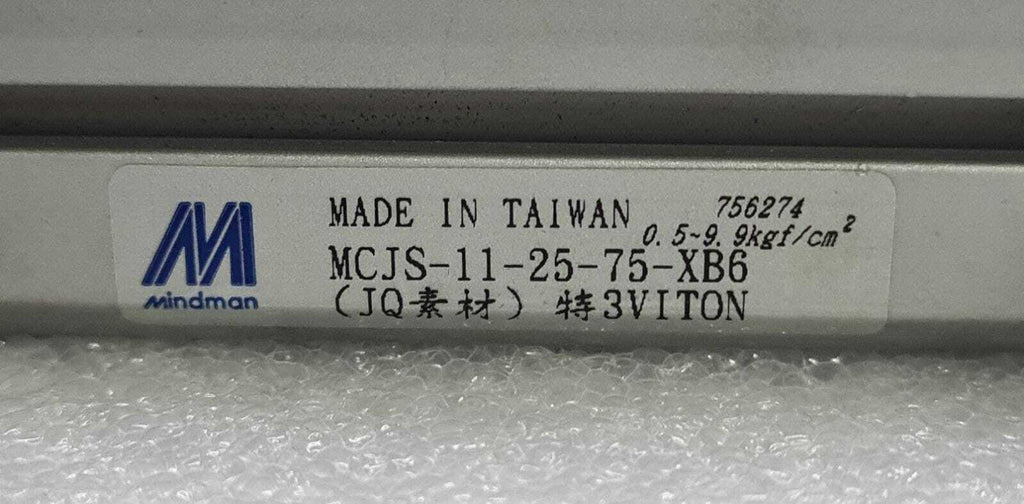 Mindman
MADE IN TAIWAN 756274
0.5~9.9kgf/cm²
MCJS-11-25-75-XB6
(JQ素材) 特3VITON